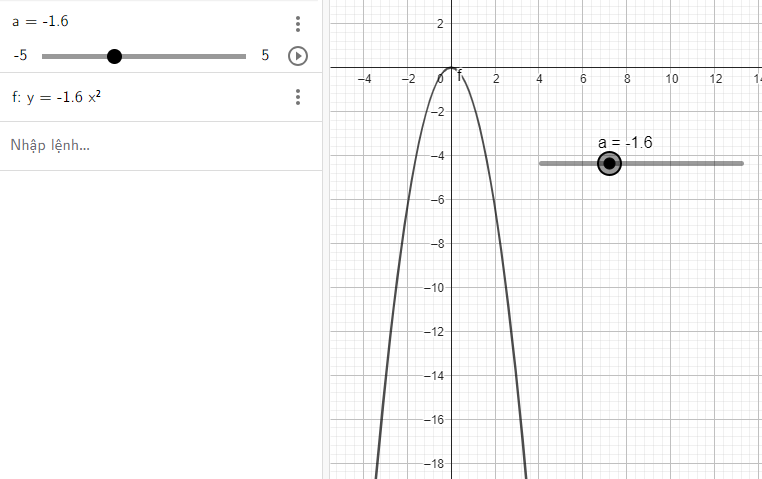 a = -1.6
-5 5
f: y = -1.6 x²
Nhập lệnh...
2
−4 −2 0 f 2 4 6 8 10 12 14
−2
a = -1.6
−4
−6
−8
−10
−12
−14
−16
−18